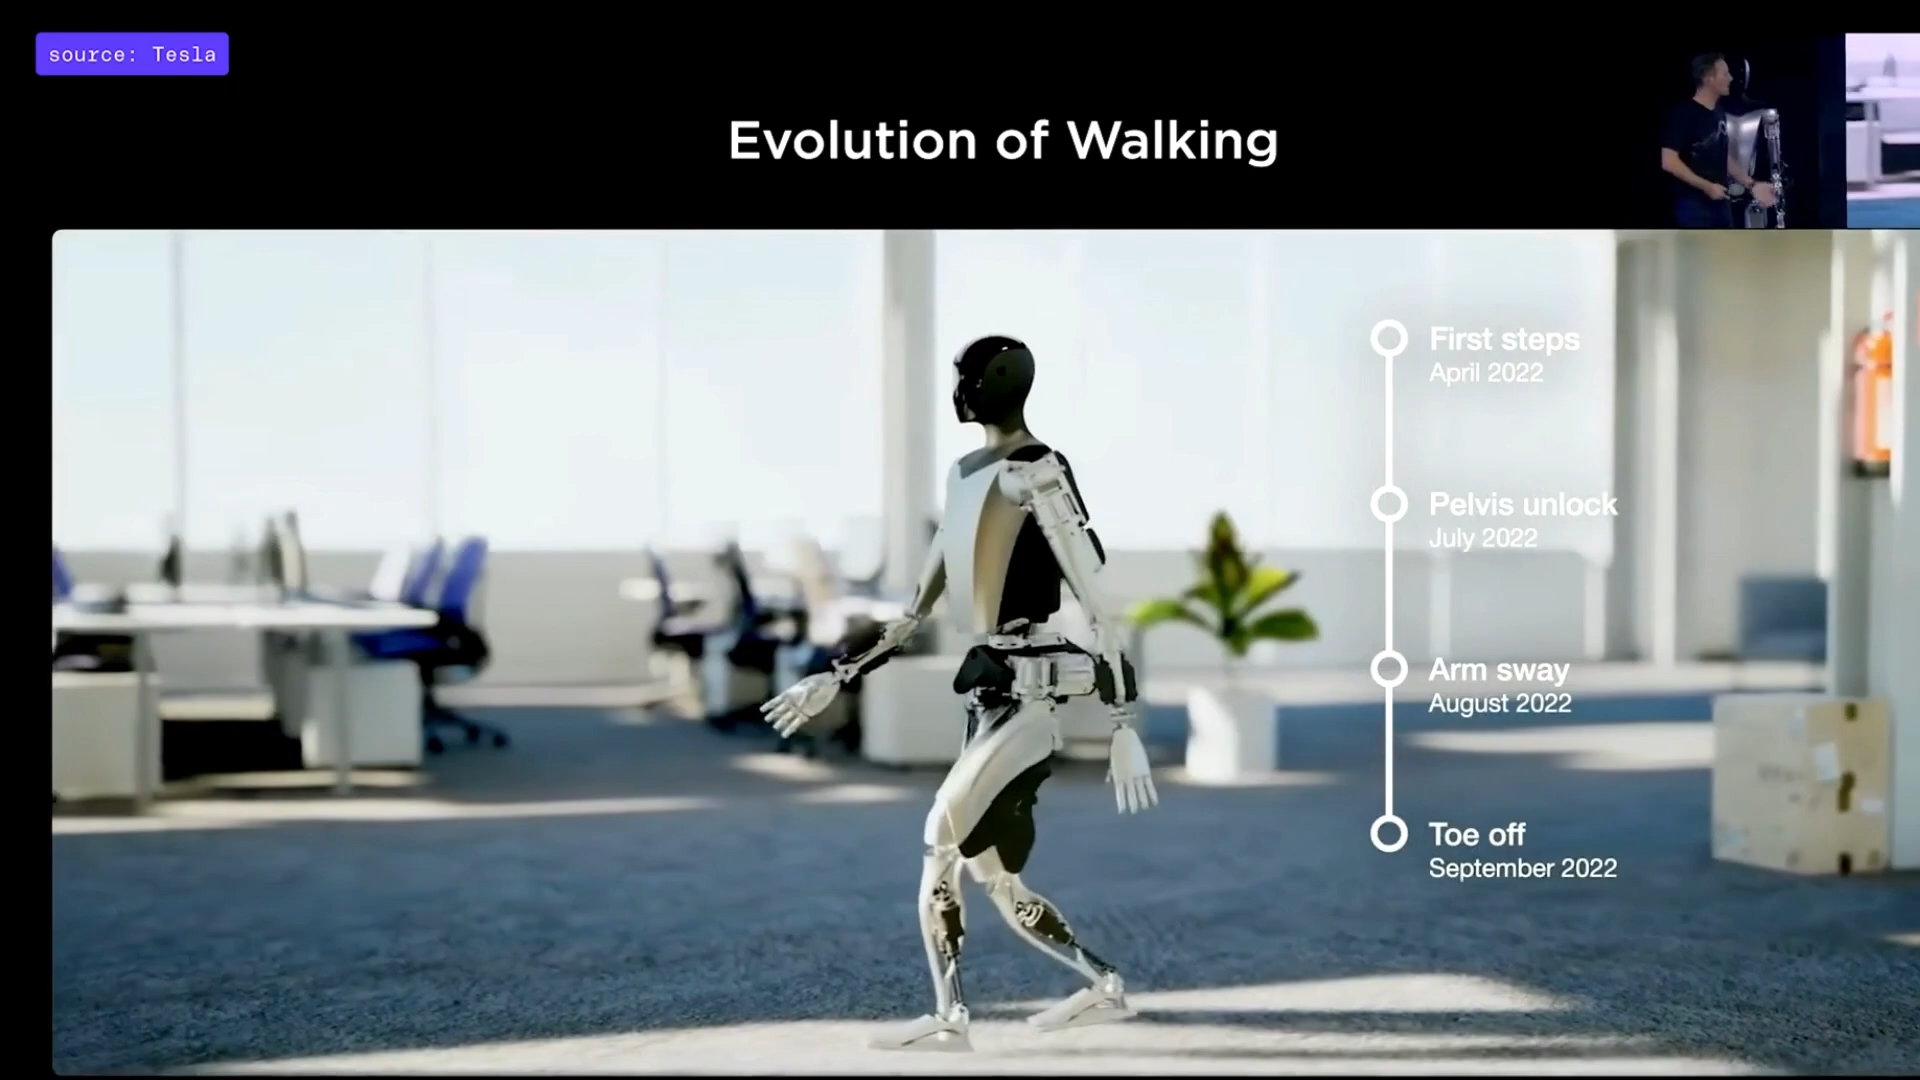 source: Tesla
Evolution of Walking
First steps
April 2022
Pelvis unlock
July 2022
Arm sway
August 2022
Toe off
September 2022